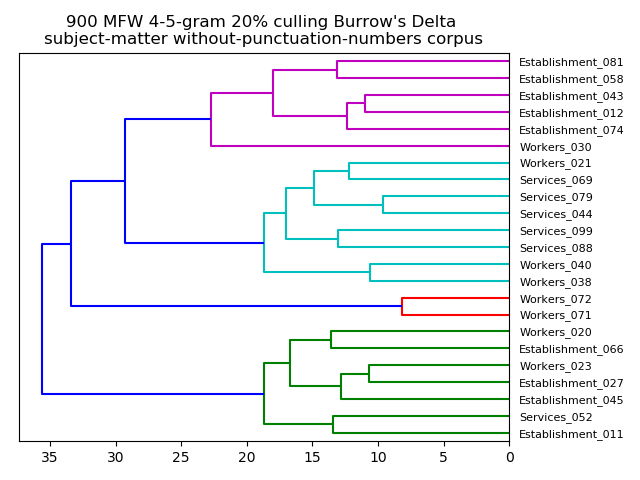 900 MFW 4-5-gram 20% culling Burrow's Delta
subject-matter without-punctuation-numbers corpus
Establishment_081
Establishment_058
Establishment_043
Establishment_012
Establishment_074
Workers_030
Workers_021
Services_069
Services_079
Services_044
Services_099
Services_088
Workers_040
Workers_038
Workers_072
Workers_071
Workers_020
Establishment_066
Workers_023
Establishment_027
Establishment_045
Services_052
Establishment_011
35 30 25 20 15 10 5 0